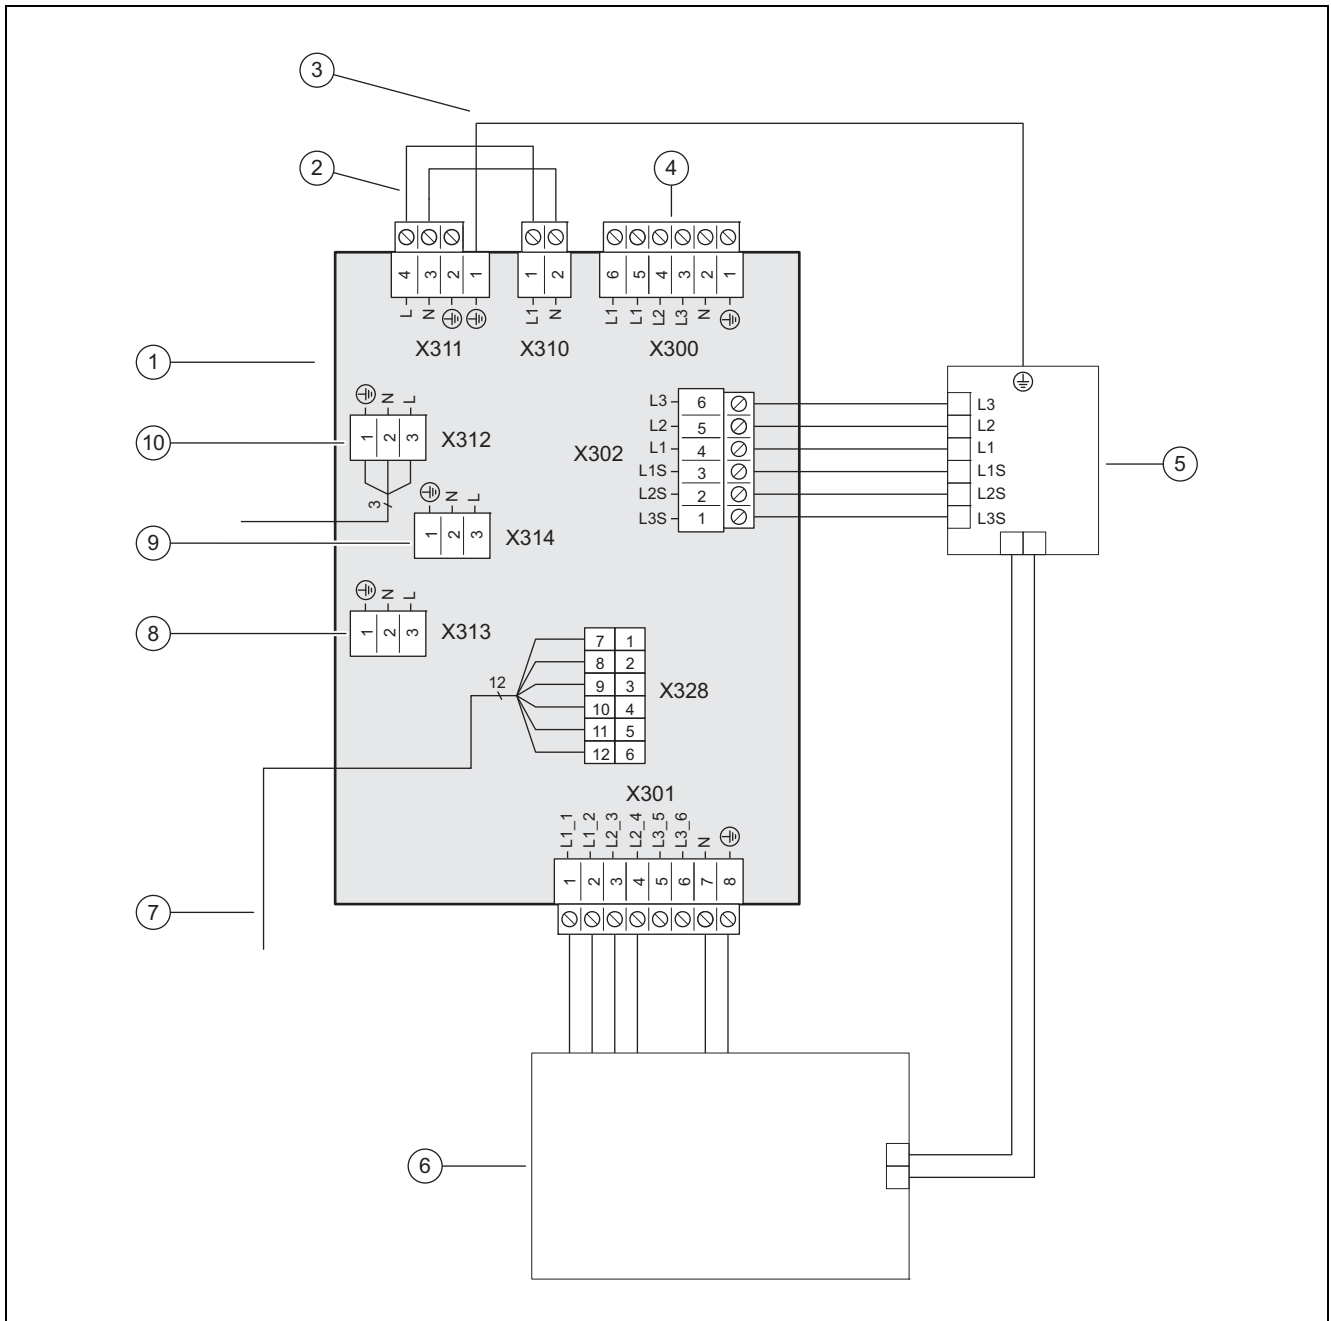 3
2
4
4 3 2 1
1 2
6 5 4 3 2 1
L N
L1 N
L1 L1 L2 L3 N
X311
X310
X300
1
N L
10
1 2 3
X312
3
L3 6
L2 5
L1 4
L1S 3
L2S 2
L3S 1
X302
L3
L2
L1
L1S
L2S
L3S
5
N L
9
1 2 3
X314
N L
8
1 2 3
X313
12
7 1
8 2
9 3
10 4
11 5
12 6
X328
X301
L1_1 L1_2 L2_3 L2_4 L3_5 L3_6 N
1 2 3 4 5 6 7 8
7
6